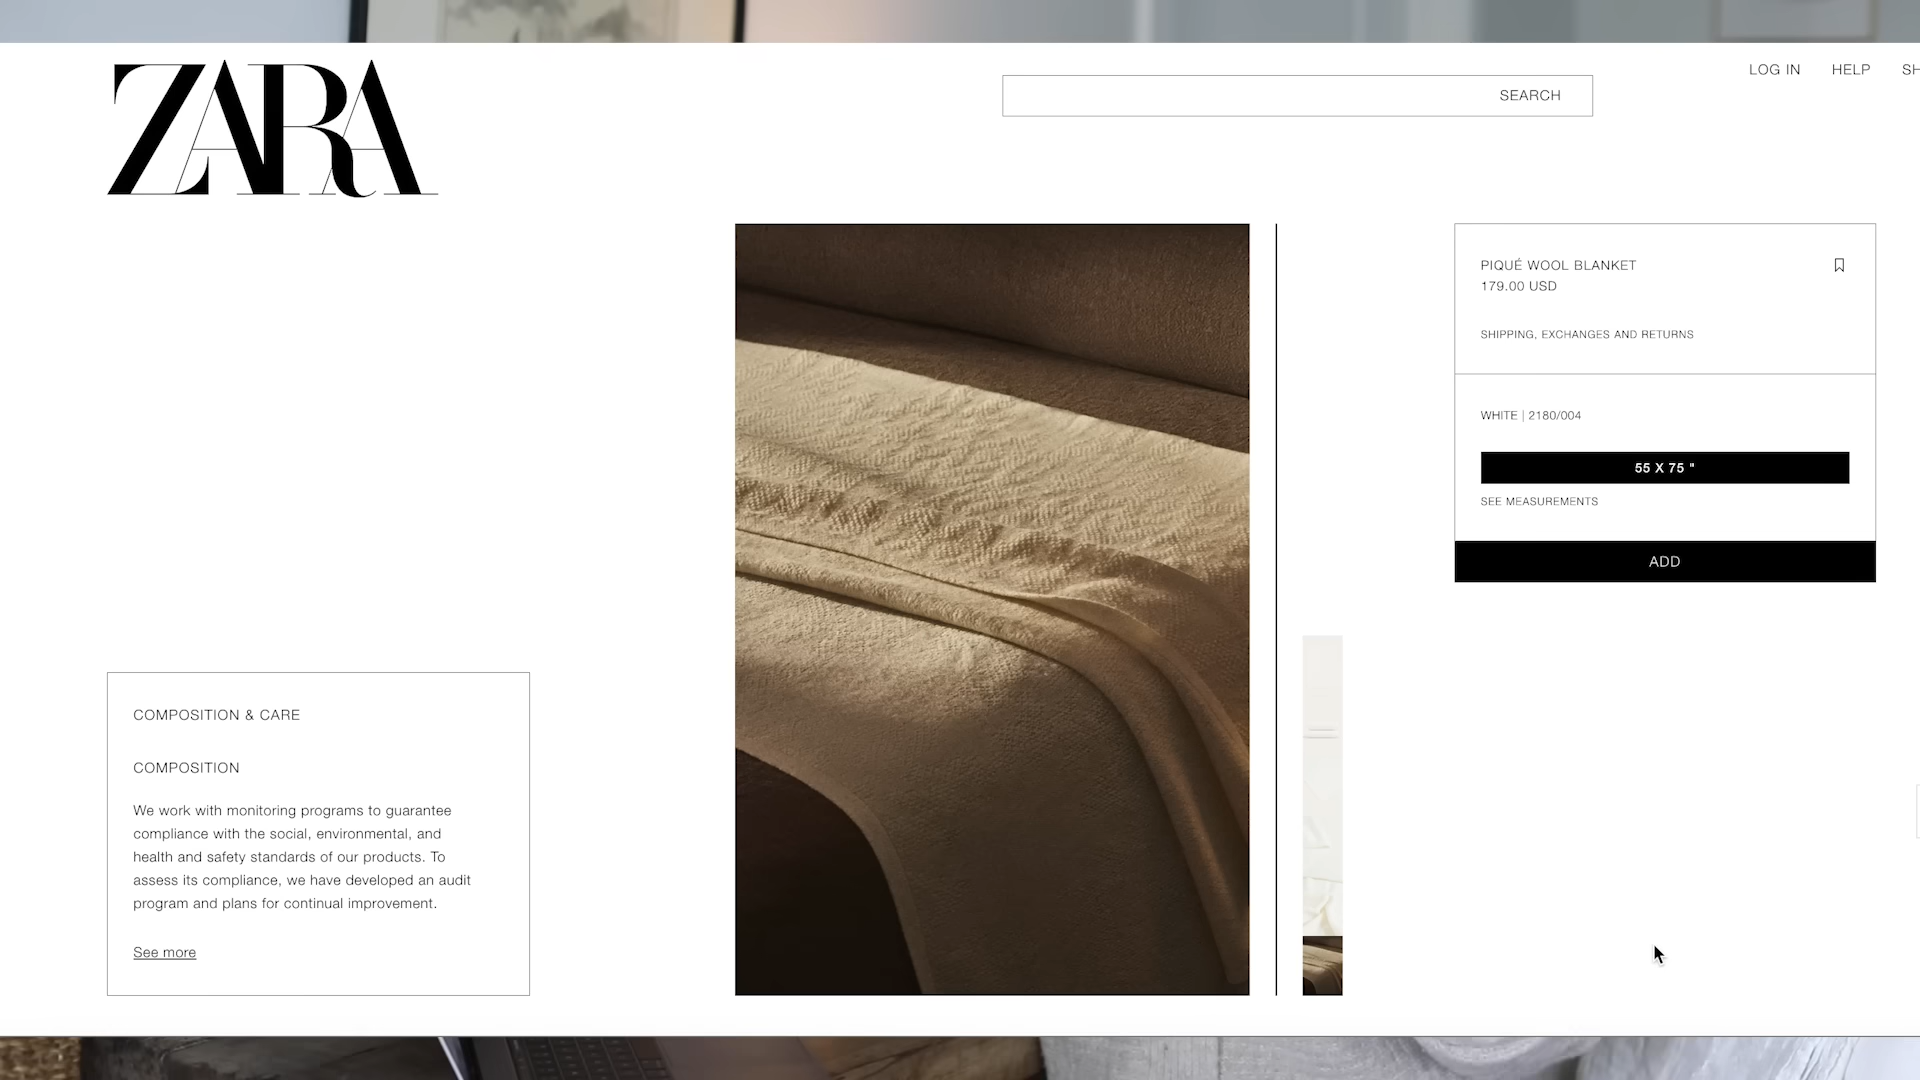 ZARA
SEARCH
LOG IN
HELP
SH
PIQUÉ WOOL BLANKET
179.00 USD
SHIPPING, EXCHANGES AND RETURNS
WHITE | 2180/004
55 X 75 "
SEE MEASUREMENTS
ADD
COMPOSITION & CARE
COMPOSITION
We work with monitoring programs to guarantee
compliance with the social, environmental, and
health and safety standards of our products. To
assess its compliance, we have developed an audit
program and plans for continual improvement.
See more